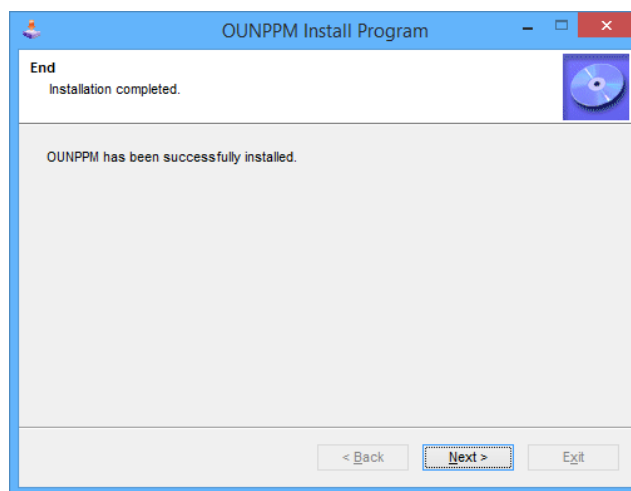 OUNPPM Install Program
End
Installation completed.
OUNPPM has been successfully installed.
< Back Next > Exit